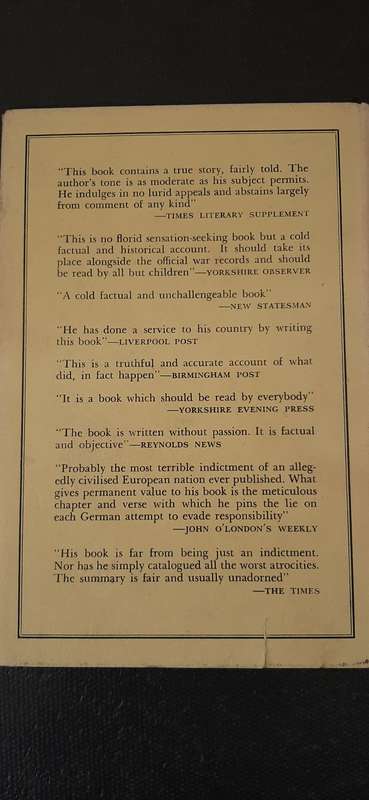 "This book contains a true story, fairly told. The
author's tone is as moderate as his subject permits.
He indulges in no lurid appeals and abstains largely
from comment of any kind"
—TIMES LITERARY SUPPLEMENT
"This is no florid sensation-seeking book but a cold
factual and historical account. It should take its
place alongside the official war records and should
be read by all but children"—YORKSHIRE OBSERVER
"A cold factual and unchallengeable book"
—NEW STATESMAN
"He has done a service to his country by writing
this book"—LIVERPOOL POST
"This is a truthful and accurate account of what
did, in fact happen"—BIRMINGHAM POST
"It is a book which should be read by everybody"
—YORKSHIRE EVENING PRESS
"The book is written without passion. It is factual
and objective"—REYNOLDS NEWS
"Probably the most terrible indictment of an alleg-
edly civilised European nation ever published. What
gives permanent value to his book is the meticulous
chapter and verse with which he pins the lie on
each German attempt to evade responsibility"
—JOHN O'LONDON'S WEEKLY
"His book is far from being just an indictment.
Nor has he simply catalogued all the worst atrocities.
The summary is fair and usually unadorned"
—THE TIMES